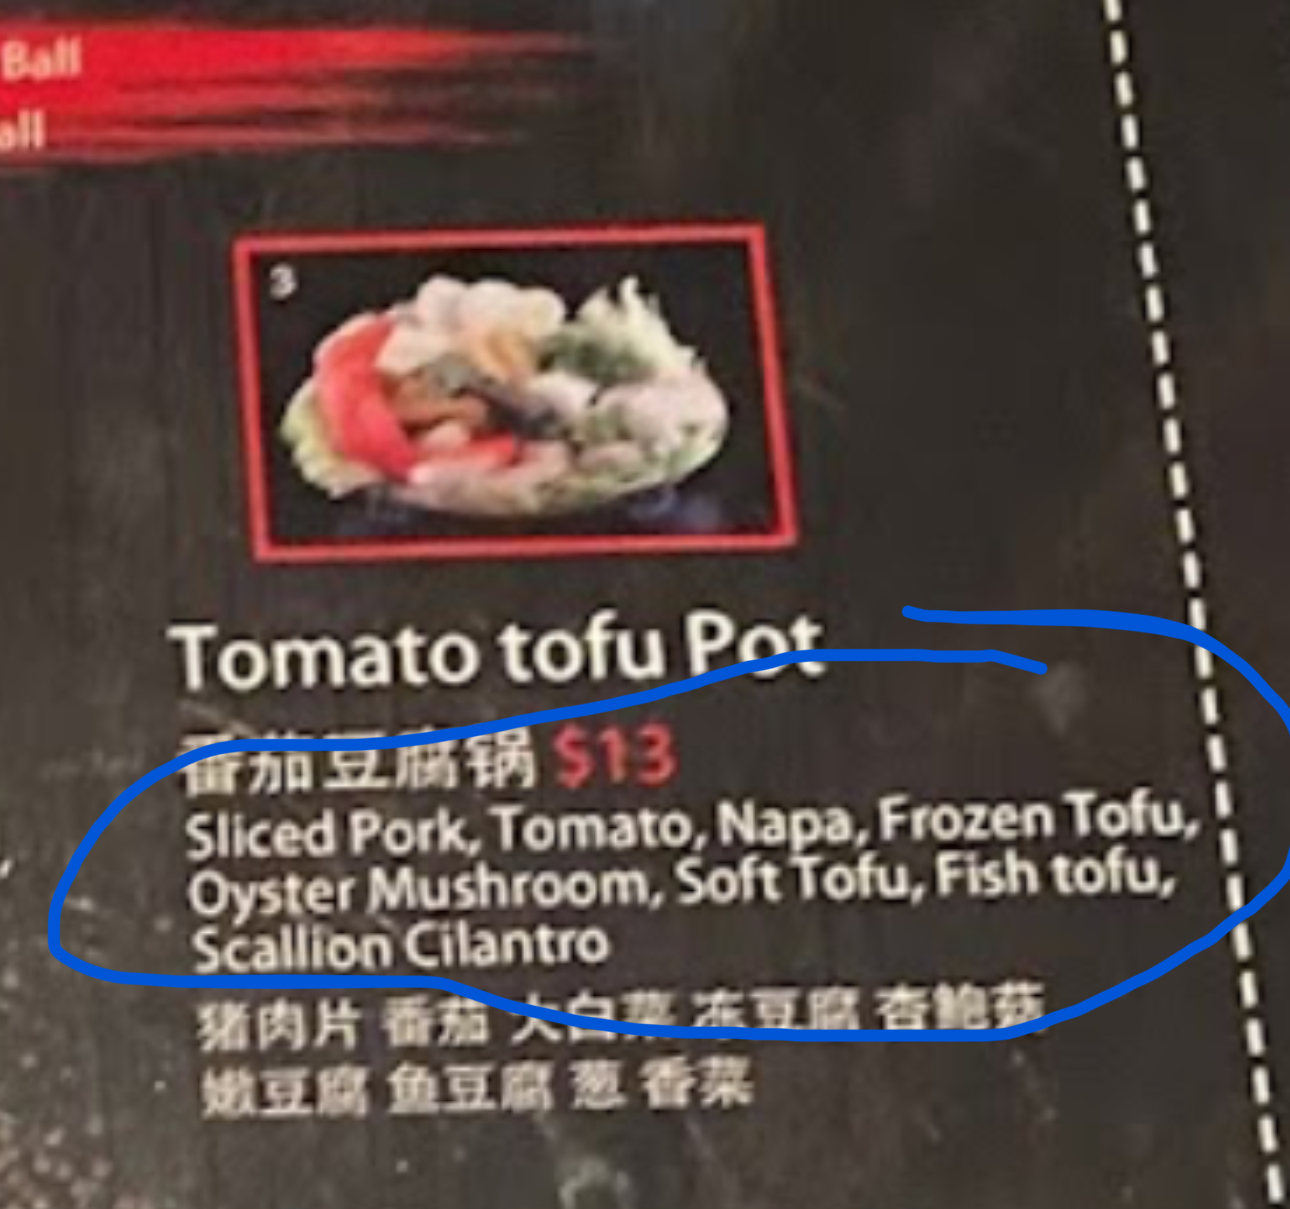 Ball
all
3
Tomato tofu Pot
番茄豆腐锅 $13
Sliced Pork, Tomato, Napa, Frozen Tofu,
Oyster Mushroom, Soft Tofu, Fish tofu,
Scallion Cilantro
猪肉片 番茄 大白菜 冻豆腐 杏鲍菇
嫩豆腐 鱼豆腐 葱 香菜